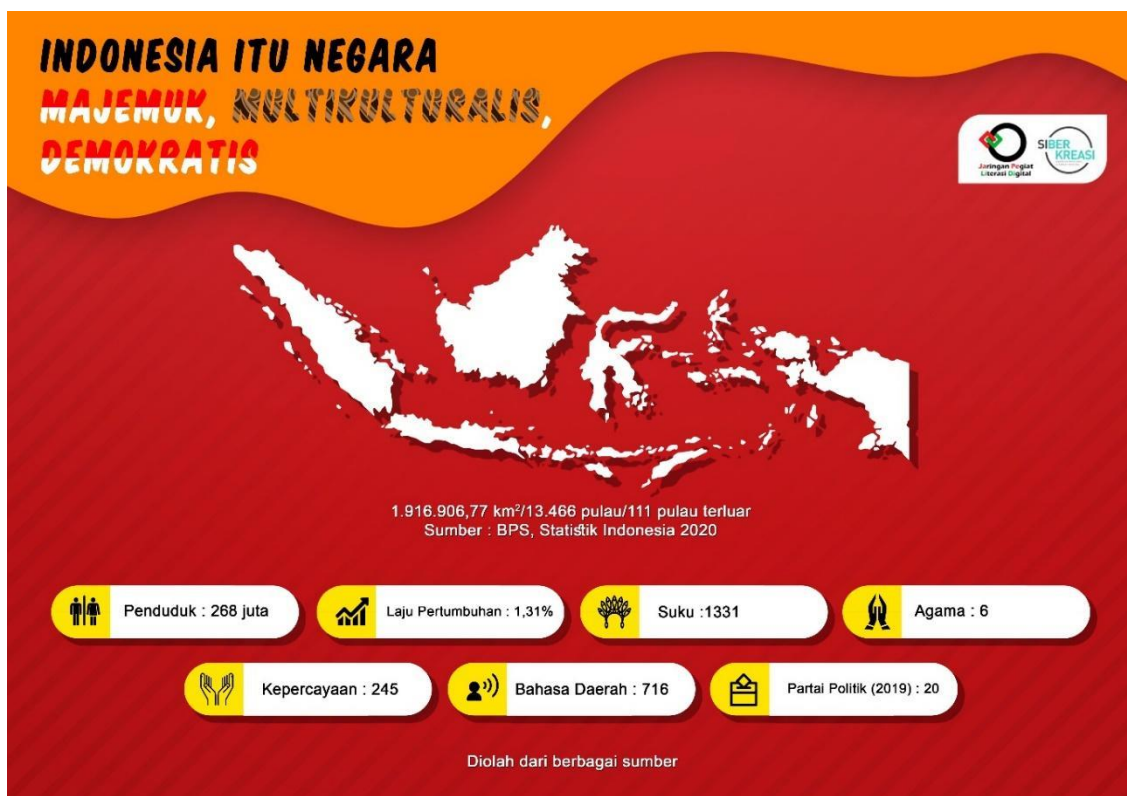 INDONESIA ITU NEGARA
MAJEMUK, MULTIKULTURALIS,
DEMOKRATIS
Jaringan Pegiat
Literasi Digital
SIBER
KREASI
1.916.906,77 km²/13.466 pulau/111 pulau terluar
Sumber : BPS, Statistik Indonesia 2020
Penduduk : 268 juta
Laju Pertumbuhan : 1,31%
Suku :1331
Agama : 6
Kepercayaan : 245
Bahasa Daerah : 716
Partai Politik (2019) : 20
Diolah dari berbagai sumber